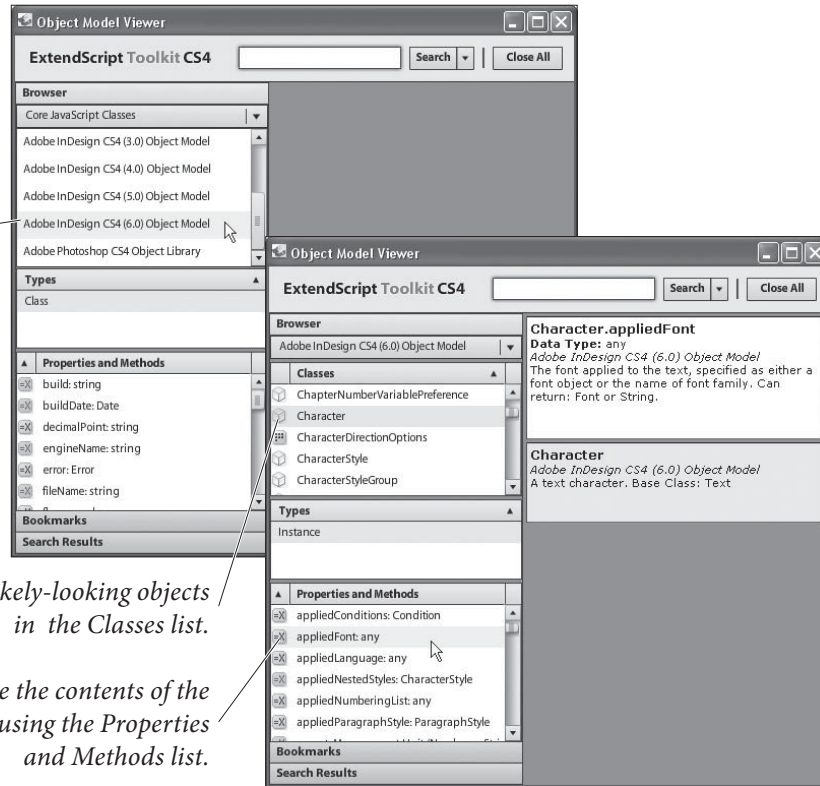 Object Model Viewer
ExtendScript Toolkit CS4
Search
Close All
Browser
Core JavaScript Classes
Adobe InDesign CS4 (3.0) Object Model
Adobe InDesign CS4 (4.0) Object Model
Adobe InDesign CS4 (5.0) Object Model
Adobe InDesign CS4 (6.0) Object Model
Adobe Photoshop CS4 Object Library
Types
Class
Properties and Methods
build: string
buildDate: Date
decimalPoint: string
engineName: string
error: Error
fileName: string
Bookmarks
Search Results
Object Model Viewer
ExtendScript Toolkit CS4
Search
Close All
Browser
Adobe InDesign CS4 (6.0) Object Model
Classes
ChapterNumberVariablePreference
Character
CharacterDirectionOptions
CharacterStyle
CharacterStyleGroup
Types
Instance
Properties and Methods
appliedConditions: Condition
appliedFont: any
appliedLanguage: any
appliedNestedStyles: CharacterStyle
appliedNumberingList: any
appliedParagraphStyle: ParagraphStyle
Bookmarks
Search Results
Character.appliedFont
Data Type: any
Adobe InDesign CS4 (6.0) Object Model
The font applied to the text, specified as either a
font object or the name of font family. Can
return: Font or String.
Character
Adobe InDesign CS4 (6.0) Object Model
A text character. Base Class: Text
kely-looking objects
in the Classes list.
e the contents of the
using the Properties
and Methods list.